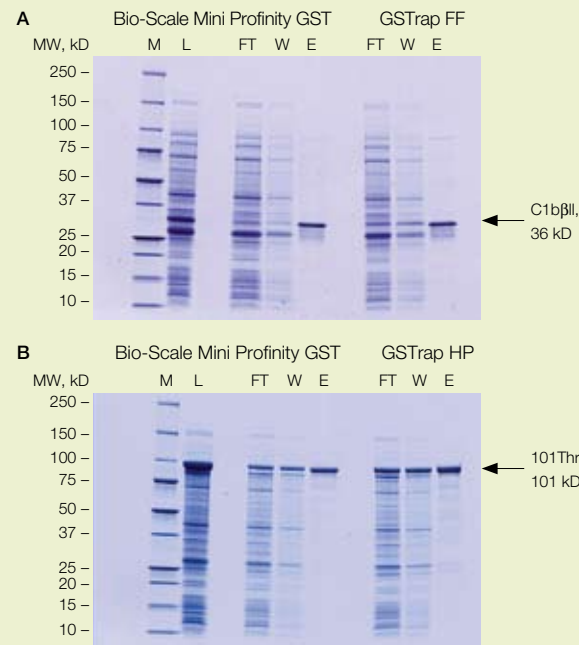 A
Bio-Scale Mini Profinity GST GSTrap FF
MW, kD M L FT W E FT W E
250 –
150 –
100 –
75 –
50 –
37 –
25 –
20 –
15 –
10 –
C1bβII,
36 kD
B
Bio-Scale Mini Profinity GST GSTrap HP
MW, kD M L FT W E FT W E
250 –
150 –
100 –
75 –
50 –
37 –
25 –
20 –
15 –
10 –
101Thr
101 kD